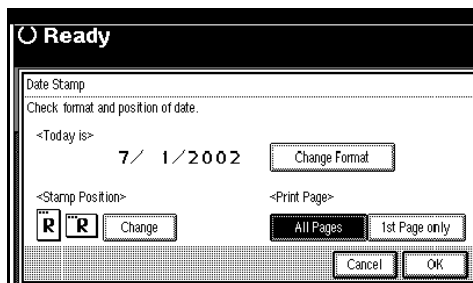 Ready
Date Stamp
Check format and position of date.
<Today is>
7/ 1/2002 Change Format
<Stamp Position> <Print Page>
R R Change All Pages 1st Page only
Cancel OK